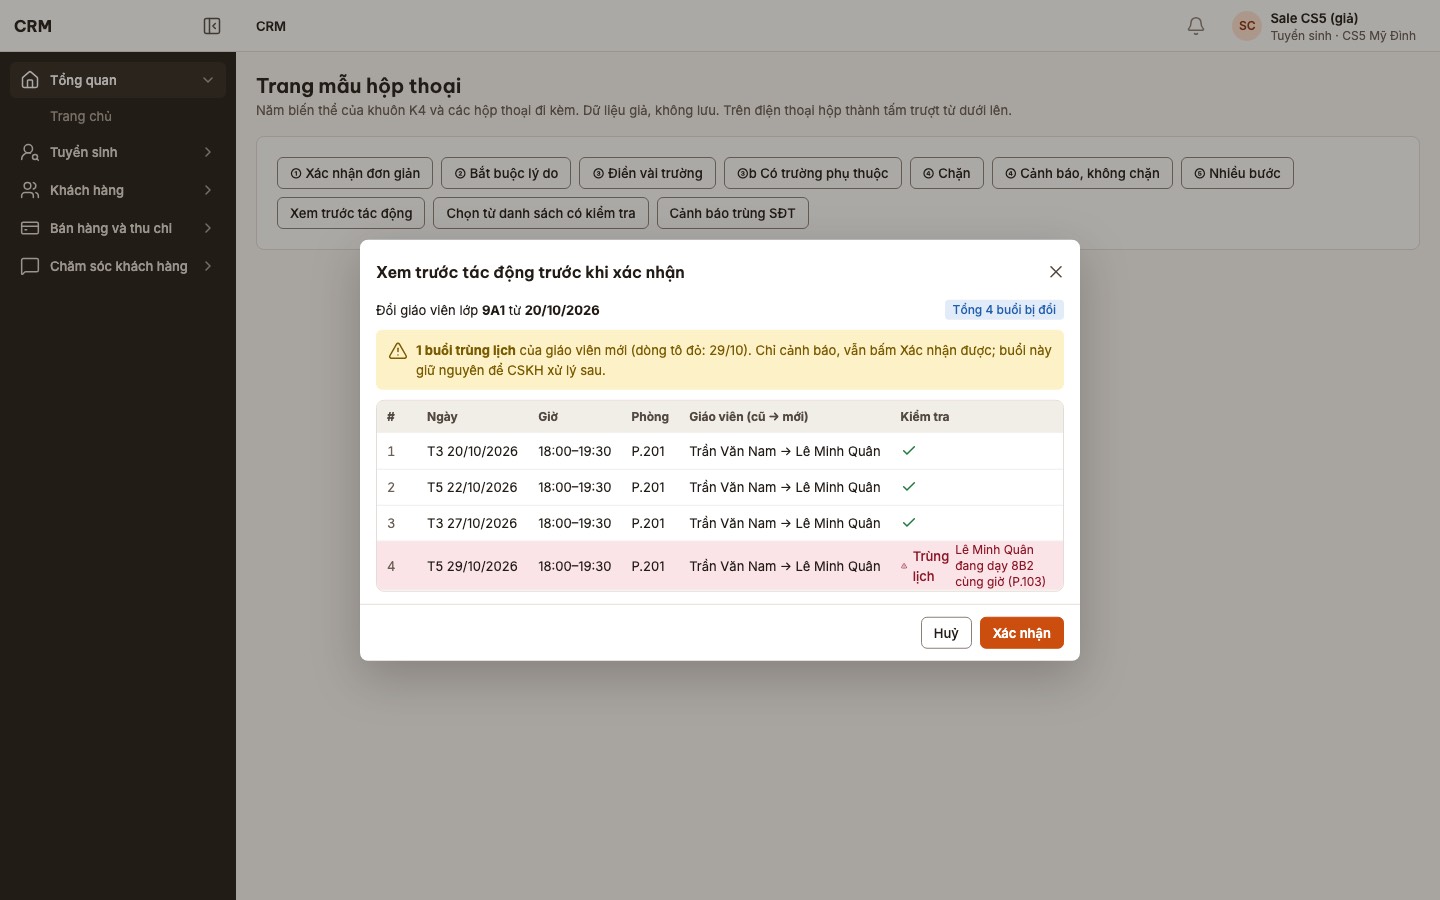 CRM
CRM
SC
Sale CS5 (giả)
Tuyển sinh · CS5 Mỹ Đình
Tổng quan
Trang chủ
Tuyển sinh
Khách hàng
Bán hàng và thu chi
Chăm sóc khách hàng
Trang mẫu hộp thoại
Năm biến thể của khuôn K4 và các hộp thoại đi kèm. Dữ liệu giả, không lưu. Trên điện thoại hộp thành tấm trượt từ dưới lên.
① Xác nhận đơn giản
② Bắt buộc lý do
③ Điền vài trường
③b Có trường phụ thuộc
④ Chặn
④ Cảnh báo, không chặn
⑤ Nhiều bước
Xem trước tác động
Chọn từ danh sách có kiểm tra
Cảnh báo trùng SĐT
Xem trước tác động trước khi xác nhận
Đổi giáo viên lớp 9A1 từ 20/10/2026
Tổng 4 buổi bị đổi
1 buổi trùng lịch của giáo viên mới (dòng tô đỏ: 29/10). Chỉ cảnh báo, vẫn bấm Xác nhận được; buổi này
giữ nguyên để CSKH xử lý sau.
# Ngày Giờ Phòng Giáo viên (cũ → mới) Kiểm tra
1 T3 20/10/2026 18:00–19:30 P.201 Trần Văn Nam → Lê Minh Quân
2 T5 22/10/2026 18:00–19:30 P.201 Trần Văn Nam → Lê Minh Quân
3 T3 27/10/2026 18:00–19:30 P.201 Trần Văn Nam → Lê Minh Quân
4 T5 29/10/2026 18:00–19:30 P.201 Trần Văn Nam → Lê Minh Quân
Trùng
lịch
Lê Minh Quân
đang dạy 8B2
cùng giờ (P.103)
Huỷ
Xác nhận